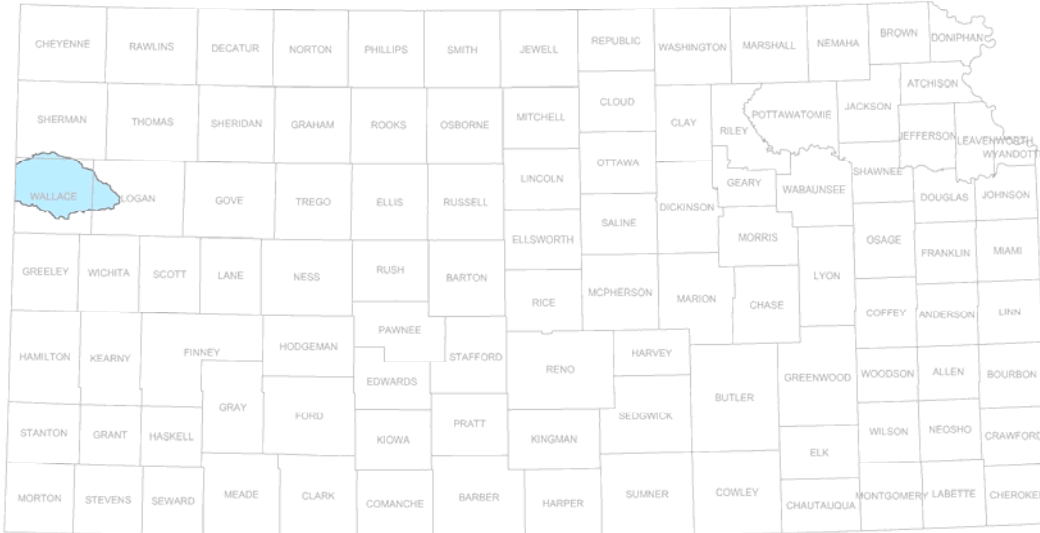 CHEYENNE RAWLINS DECATUR NORTON PHILLIPS SMITH JEWELL REPUBLIC WASHINGTON MARSHALL NEMAHA BROWN DONIPHAN
ATCHISON
SHERMAN THOMAS SHERIDAN GRAHAM ROOKS OSBORNE MITCHELL CLOUD CLAY RILEY POTTAWATOMIE JACKSON JEFFERSON LEAVENWORTH
WYANDOTT
OTTAWA
WALLACE LOGAN GOVE TREGO ELLIS RUSSELL LINCOLN DICKINSON GEARY WABAUNSEE SHAWNEE DOUGLAS JOHNSON
SALINE
ELLSWORTH MORRIS OSAGE FRANKLIN MIAMI
GREELEY WICHITA SCOTT LANE NESS RUSH BARTON LYON
RICE MCPHERSON MARION CHASE COFFEY ANDERSON LINN
HAMILTON KEARNY FINNEY HODGEMAN PAWNEE STAFFORD RENO HARVEY
EDWARDS GREENWOOD WOODSON ALLEN BOURBON
GRAY FORD BUTLER
STANTON GRANT HASKELL KIOWA PRATT KINGMAN SEDGWICK WILSON NEOSHO CRAWFORD
ELK
MORTON STEVENS SEWARD MEADE CLARK COMANCHE BARBER HARPER SUMNER COWLEY CHAUTAUQUA MONTGOMERY LABETTE CHEROKE